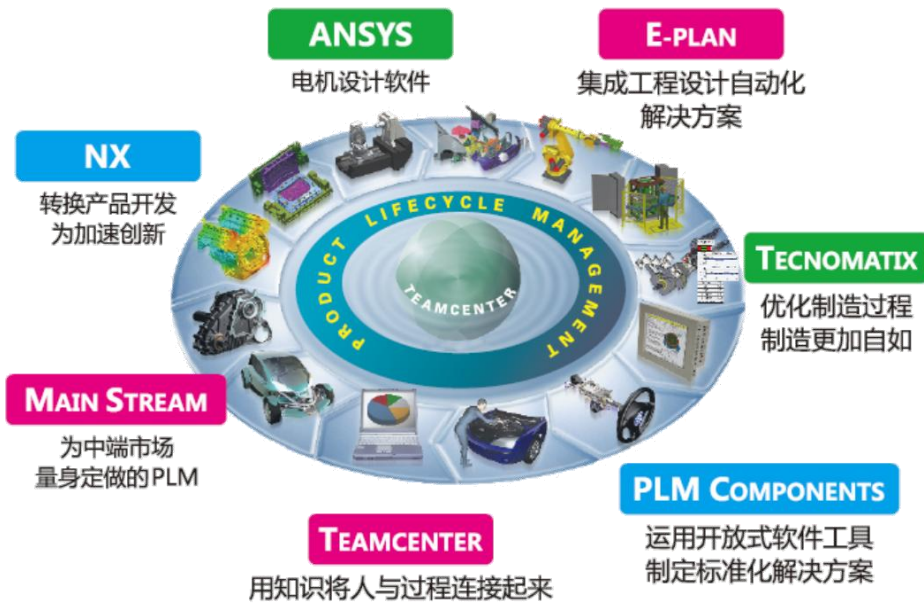 ANSYS
电机设计软件
E-PLAN
集成工程设计自动化
解决方案
NX
转换产品开发
为加速创新
PRODUCT LIFECYCLE MANAGEMENT
TEAMCENTER
TECNOMATIX
优化制造过程
制造更加自如
MAIN STREAM
为中端市场
量身定做的PLM
PLM COMPONENTS
运用开放式软件工具
制定标准化解决方案
TEAMCENTER
用知识将人与过程连接起来